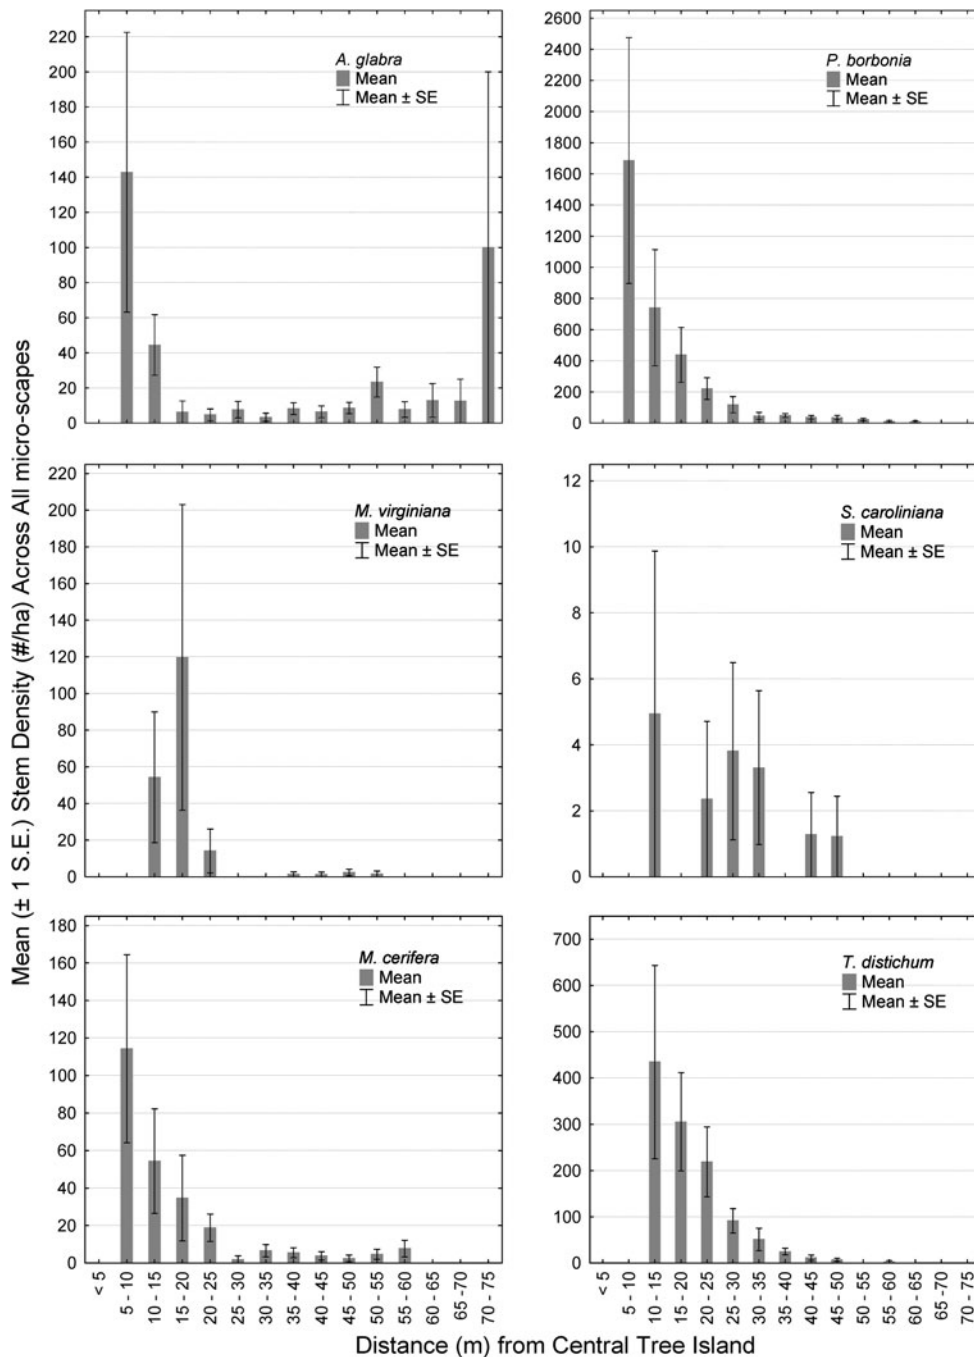 Mean (± 1 S.E.) Stem Density (#/ha) Across All micro-scapes
220
200
180
160
140
120
100
80
60
40
20
0
A. glabra
Mean
Mean ± SE
2600
2400
2200
2000
1800
1600
1400
1200
1000
800
600
400
200
0
P. borbonia
Mean
Mean ± SE
220
200
180
160
140
120
100
80
60
40
20
0
M. virginiana
Mean
Mean ± SE
12
10
8
6
4
2
0
S. caroliniana
Mean
Mean ± SE
180
160
140
120
100
80
60
40
20
0
M. cerifera
Mean
Mean ± SE
700
600
500
400
300
200
100
0
T. distichum
Mean
Mean ± SE
< 5
5 - 10
10 - 15
15 - 20
20 - 25
25 - 30
30 - 35
35 - 40
40 - 45
45 - 50
50 - 55
55 - 60
60 - 65
65 - 70
70 - 75
< 5
5 - 10
10 - 15
15 - 20
20 - 25
25 - 30
30 - 35
35 - 40
40 - 45
45 - 50
50 - 55
55 - 60
60 - 65
65 -70
70 - 75
Distance (m) from Central Tree Island